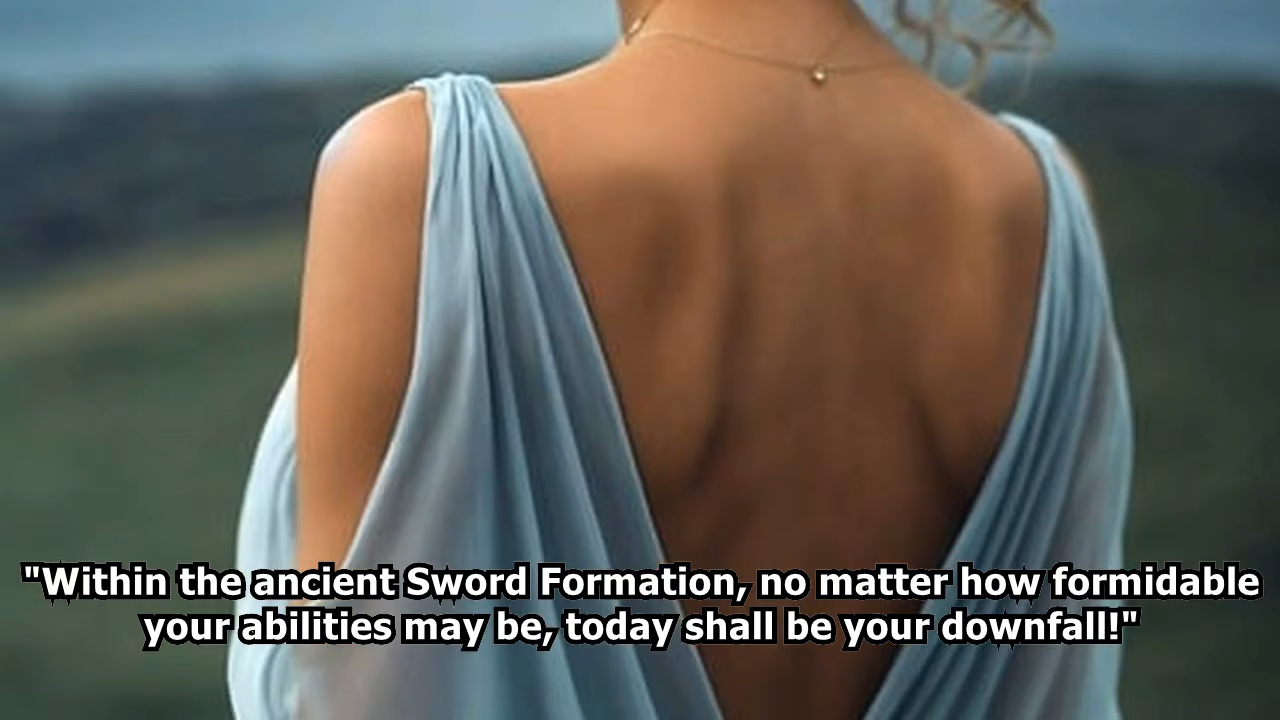 "Within the ancient Sword Formation, no matter how formidable
your abilities may be, today shall be your downfall!"